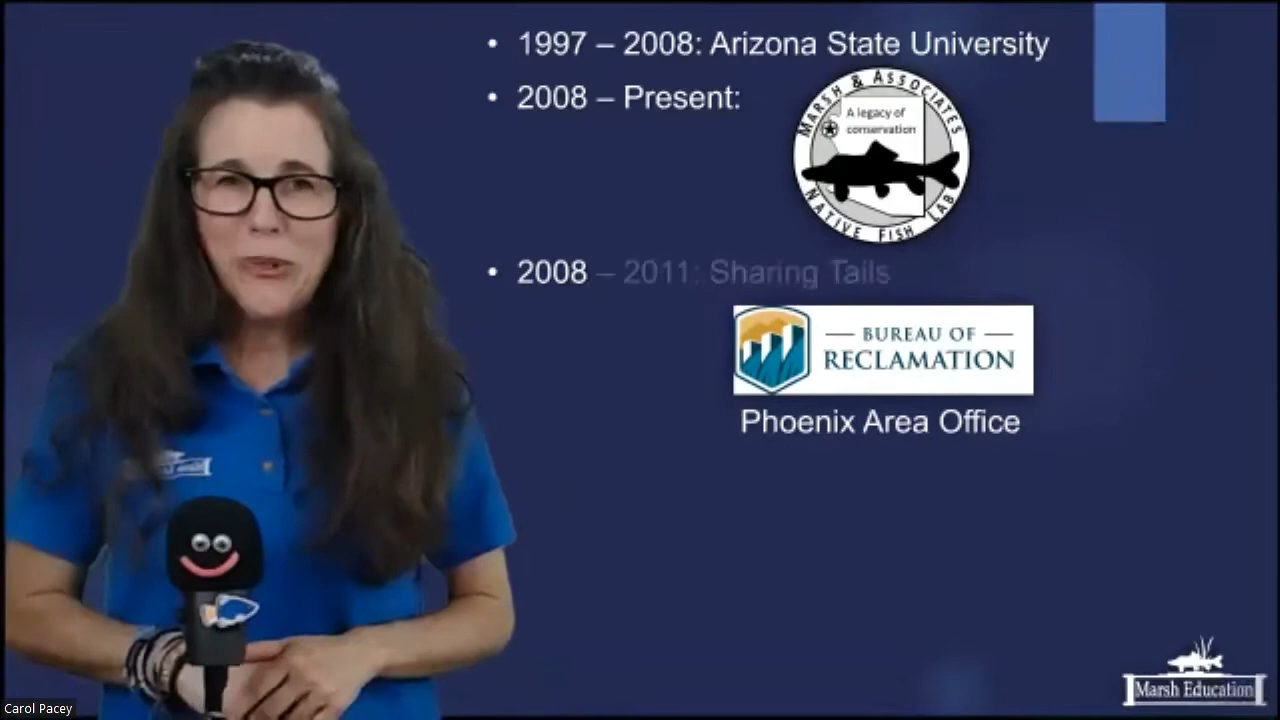 • 1997 – 2008: Arizona State University
• 2008 – Present:
MARSH & ASSOCIATES
A legacy of
conservation
NATIVE FISH LAB
• 2008 – 2011: Sharing Tails
BUREAU OF
RECLAMATION
Phoenix Area Office
Carol Pacey
Marsh Education